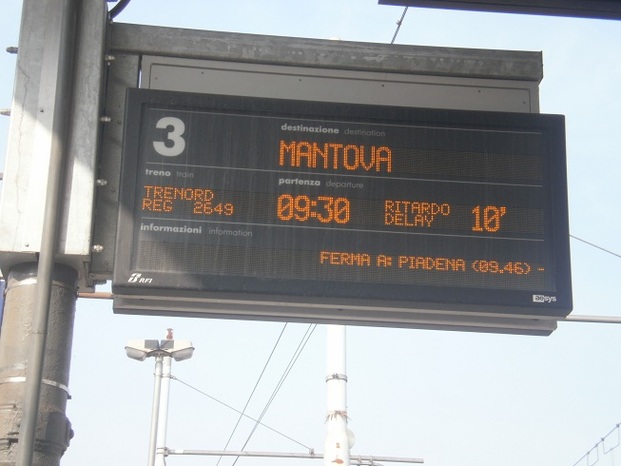 3
destinazione destination
MANTOVA
treno train
partenza departure
TRENORD
REG 2649
09:30
RITARDO
DELAY
10'
informazioni information
FERMA A: PIADENA (09.46) -
RFI
aesys